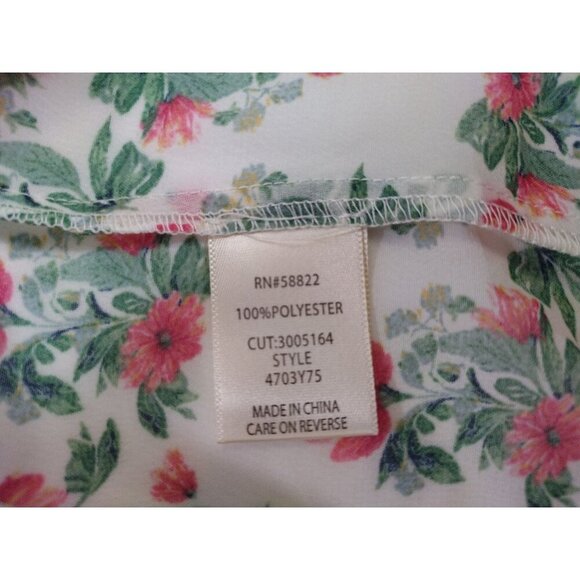 RN#58822
100%POLYESTER
CUT:3005164
STYLE
4703Y75
MADE IN CHINA
CARE ON REVERSE